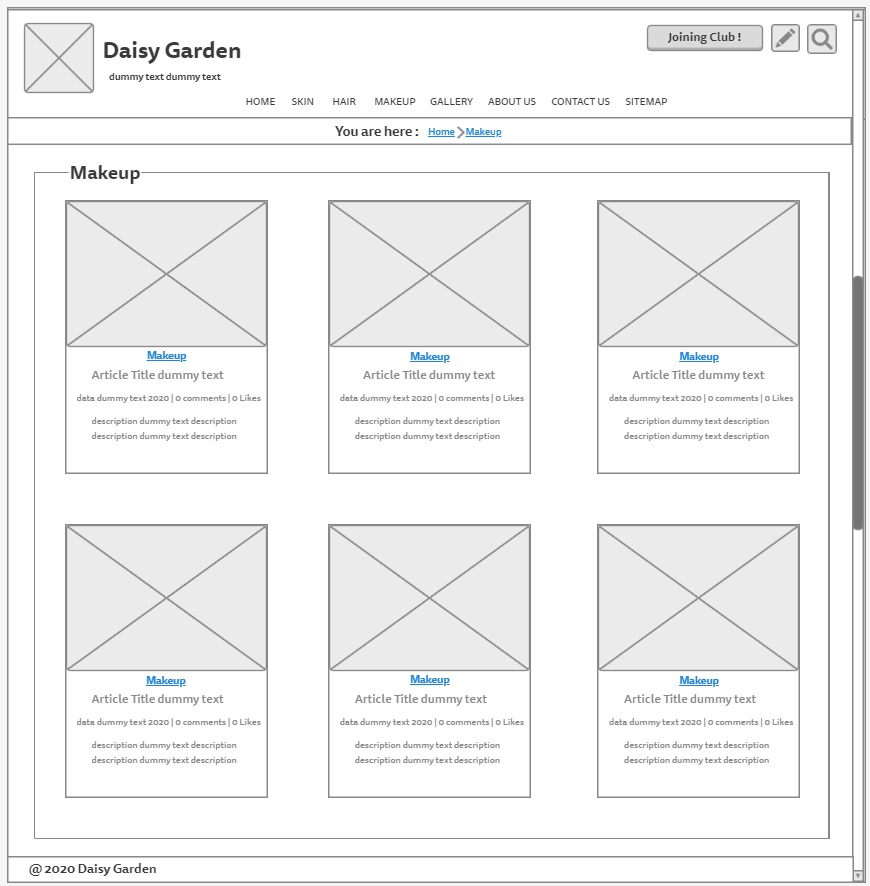 Daisy Garden
dummy text dummy text
Joining Club !
HOME SKIN HAIR MAKEUP GALLERY ABOUT US CONTACT US SITEMAP
You are here : Home Makeup
Makeup
Makeup
Article Title dummy text
data dummy text 2020 | 0 comments | 0 Likes
description dummy text description
description dummy text description
Makeup
Article Title dummy text
data dummy text 2020 | 0 comments | 0 Likes
description dummy text description
description dummy text description
Makeup
Article Title dummy text
data dummy text 2020 | 0 comments | 0 Likes
description dummy text description
description dummy text description
Makeup
Article Title dummy text
data dummy text 2020 | 0 comments | 0 Likes
description dummy text description
description dummy text description
Makeup
Article Title dummy text
data dummy text 2020 | 0 comments | 0 Likes
description dummy text description
description dummy text description
Makeup
Article Title dummy text
data dummy text 2020 | 0 comments | 0 Likes
description dummy text description
description dummy text description
@ 2020 Daisy Garden